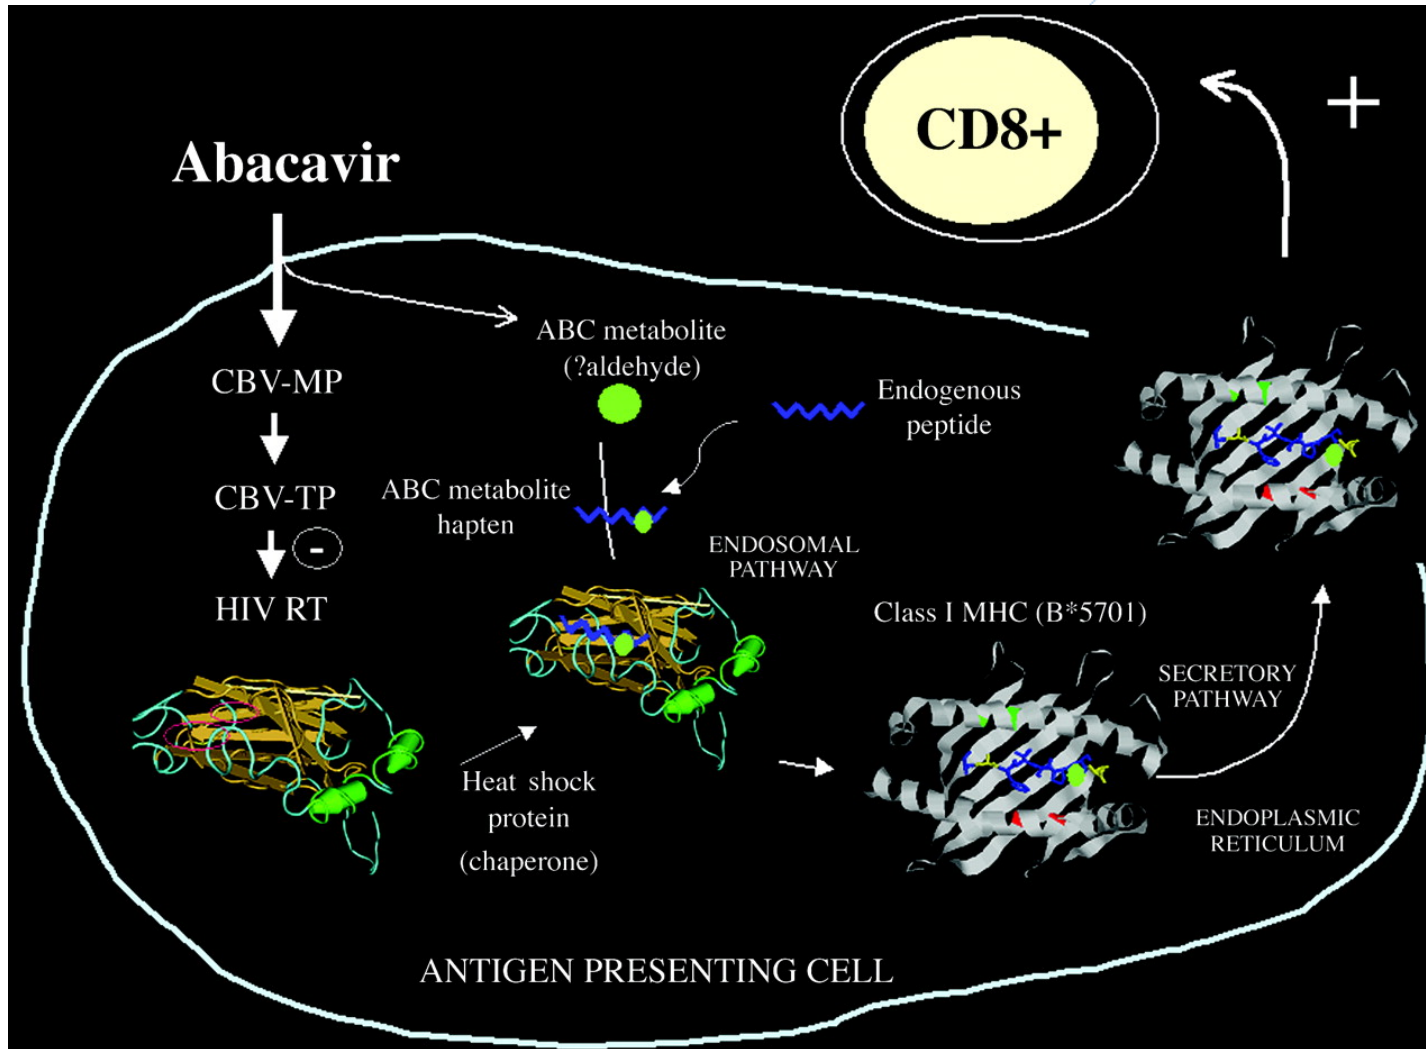 CD8+
+
Abacavir
ABC metabolite
(?aldehyde)
CBV-MP
Endogenous
peptide
CBV-TP
ABC metabolite
hapten
-
ENDOSOMAL
PATHWAY
HIV RT
Class I MHC (B*5701)
SECRETORY
PATHWAY
Heat shock
protein
(chaperone)
ENDOPLASMIC
RETICULUM
ANTIGEN PRESENTING CELL